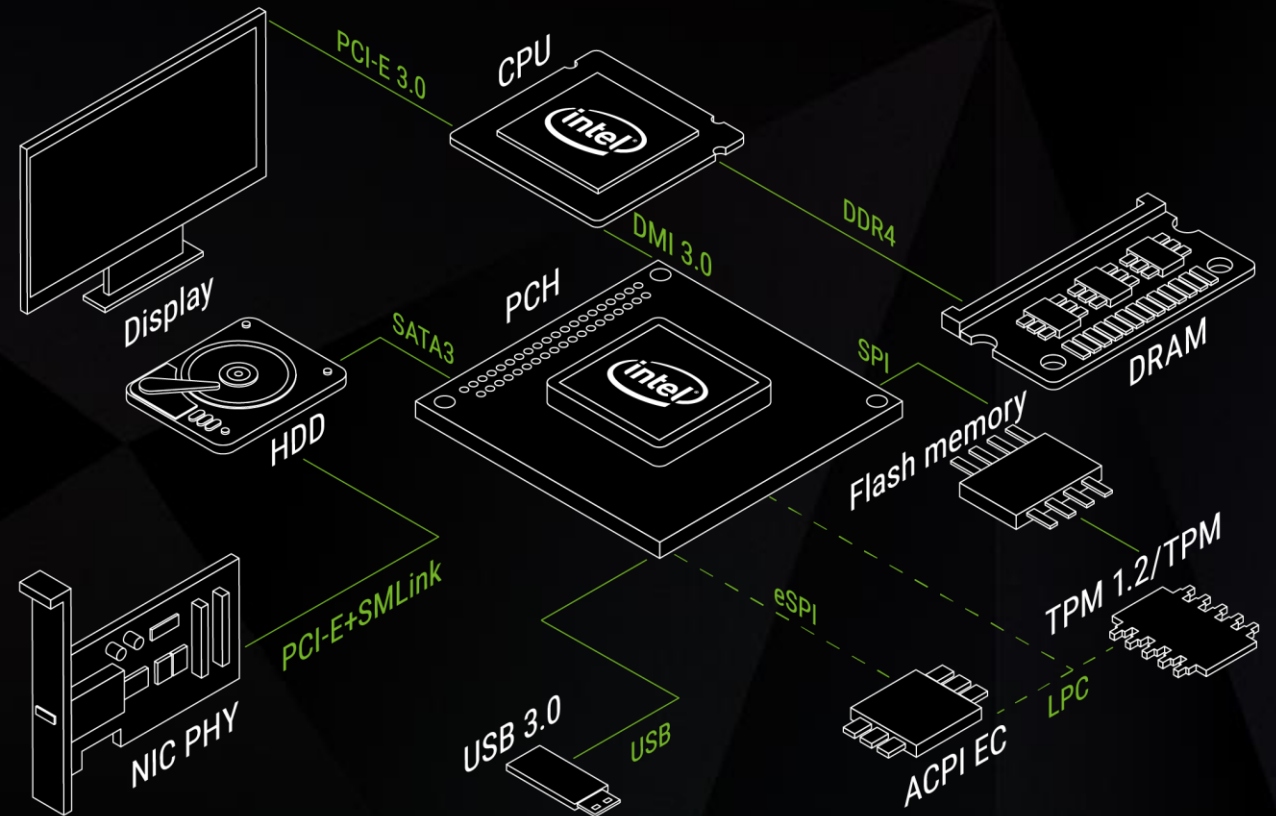 PCI-E 3.0
CPU
intel
DMI 3.0
DDR4
Display
PCH
SATA3
intel
SPI
DRAM
HDD
Flash memory
TPM 1.2/TPM
eSPI
PCI-E+SMLink
LPC
NIC PHY
USB 3.0
USB
ACPI EC